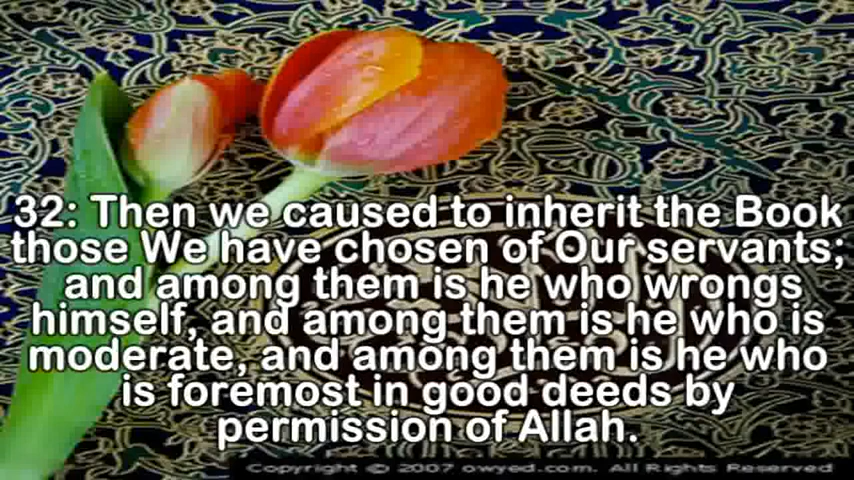 32: Then we caused to inherit the Book
those We have chosen of Our servants;
and among them is he who wrongs
himself, and among them is he who is
moderate, and among them is he who
is foremost in good deeds by
permission of Allah.
Copyright © 2007 owyed.com. All Rights Reserved